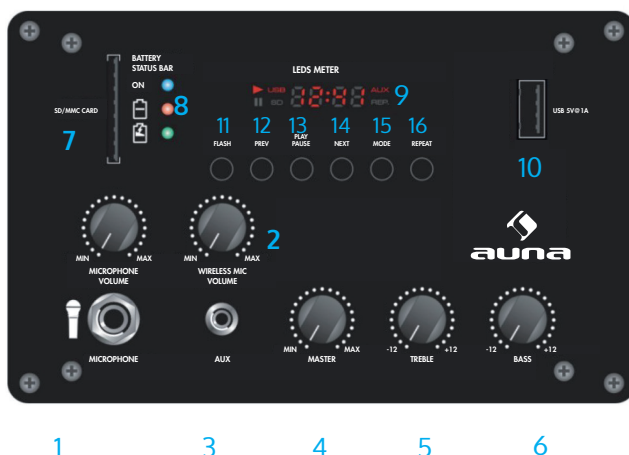 BATTERY
STATUS BAR
ON
LEDS METER
USB 18:88 AUX
SD REP.
9
SD/MMC CARD
7
8
USB 5V@1A
10
11 12 13 14 15 16
PLAY
FLASH PREV PAUSE NEXT MODE REPEAT
2
MIN MAX MIN MAX
MICROPHONE
VOLUME
WIRELESS MIC
VOLUME
auna
MICROPHONE AUX
MIN MAX -12 +12 -12 +12
MASTER TREBLE BASS
1 3 4 5 6